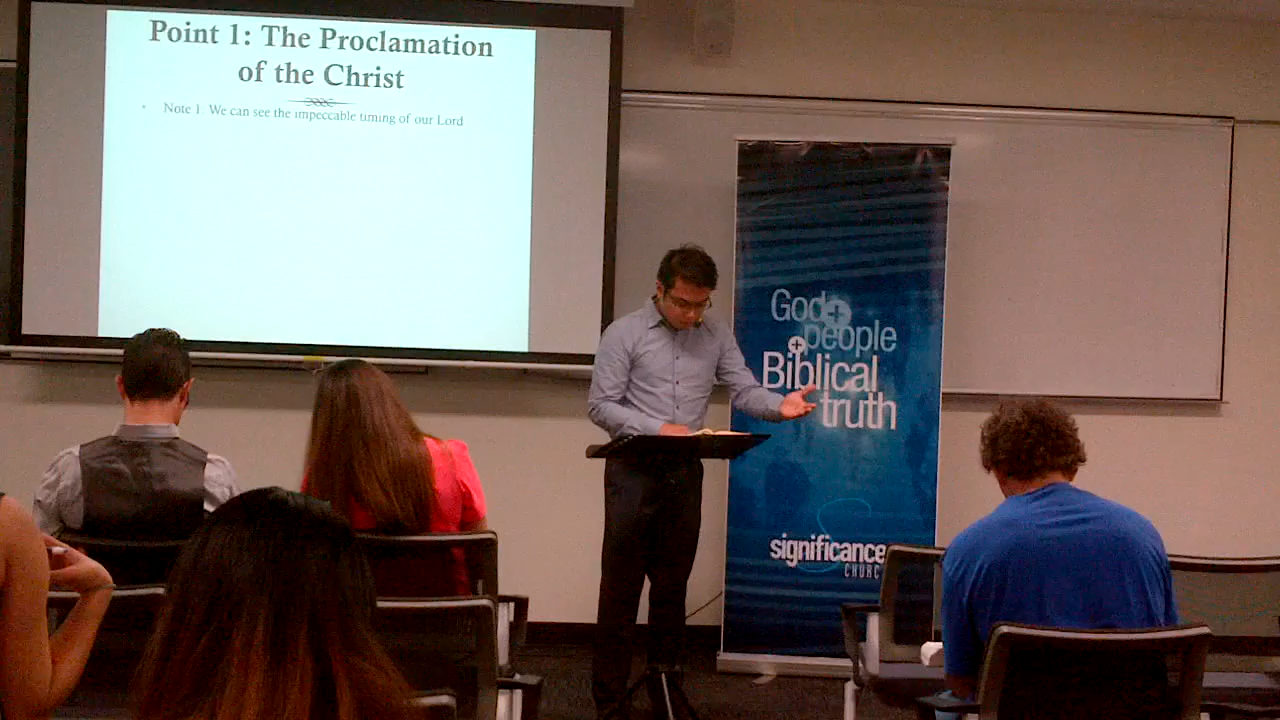 Point 1: The Proclamation
of the Christ
• Note 1. We can see the impeccable timing of our Lord
God+
people
+
Biblical
truth
significance
CHURC